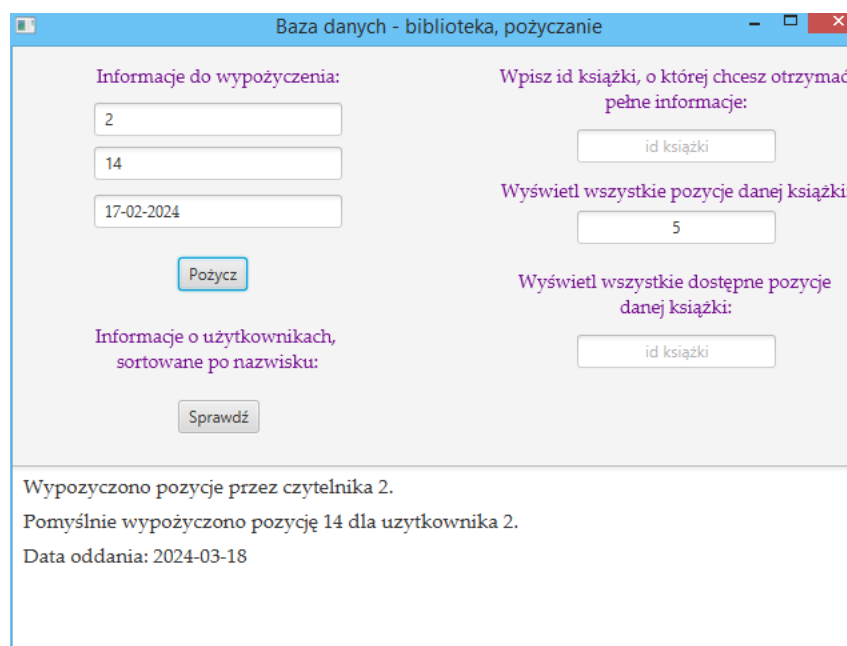 Baza danych - biblioteka, pożyczanie
Informacje do wypożyczenia:
2
14
17-02-2024
Pożycz
Informacje o użytkownikach,
sortowane po nazwisku:
Sprawdź
Wpisz id książki, o której chcesz otrzymać
pełne informacje:
id książki
Wyświetl wszystkie pozycje danej książki:
5
Wyświetl wszystkie dostępne pozycje
danej książki:
id książki
Wypozyczono pozycje przez czytelnika 2.
Pomyślnie wypożyczono pozycję 14 dla uzytkownika 2.
Data oddania: 2024-03-18